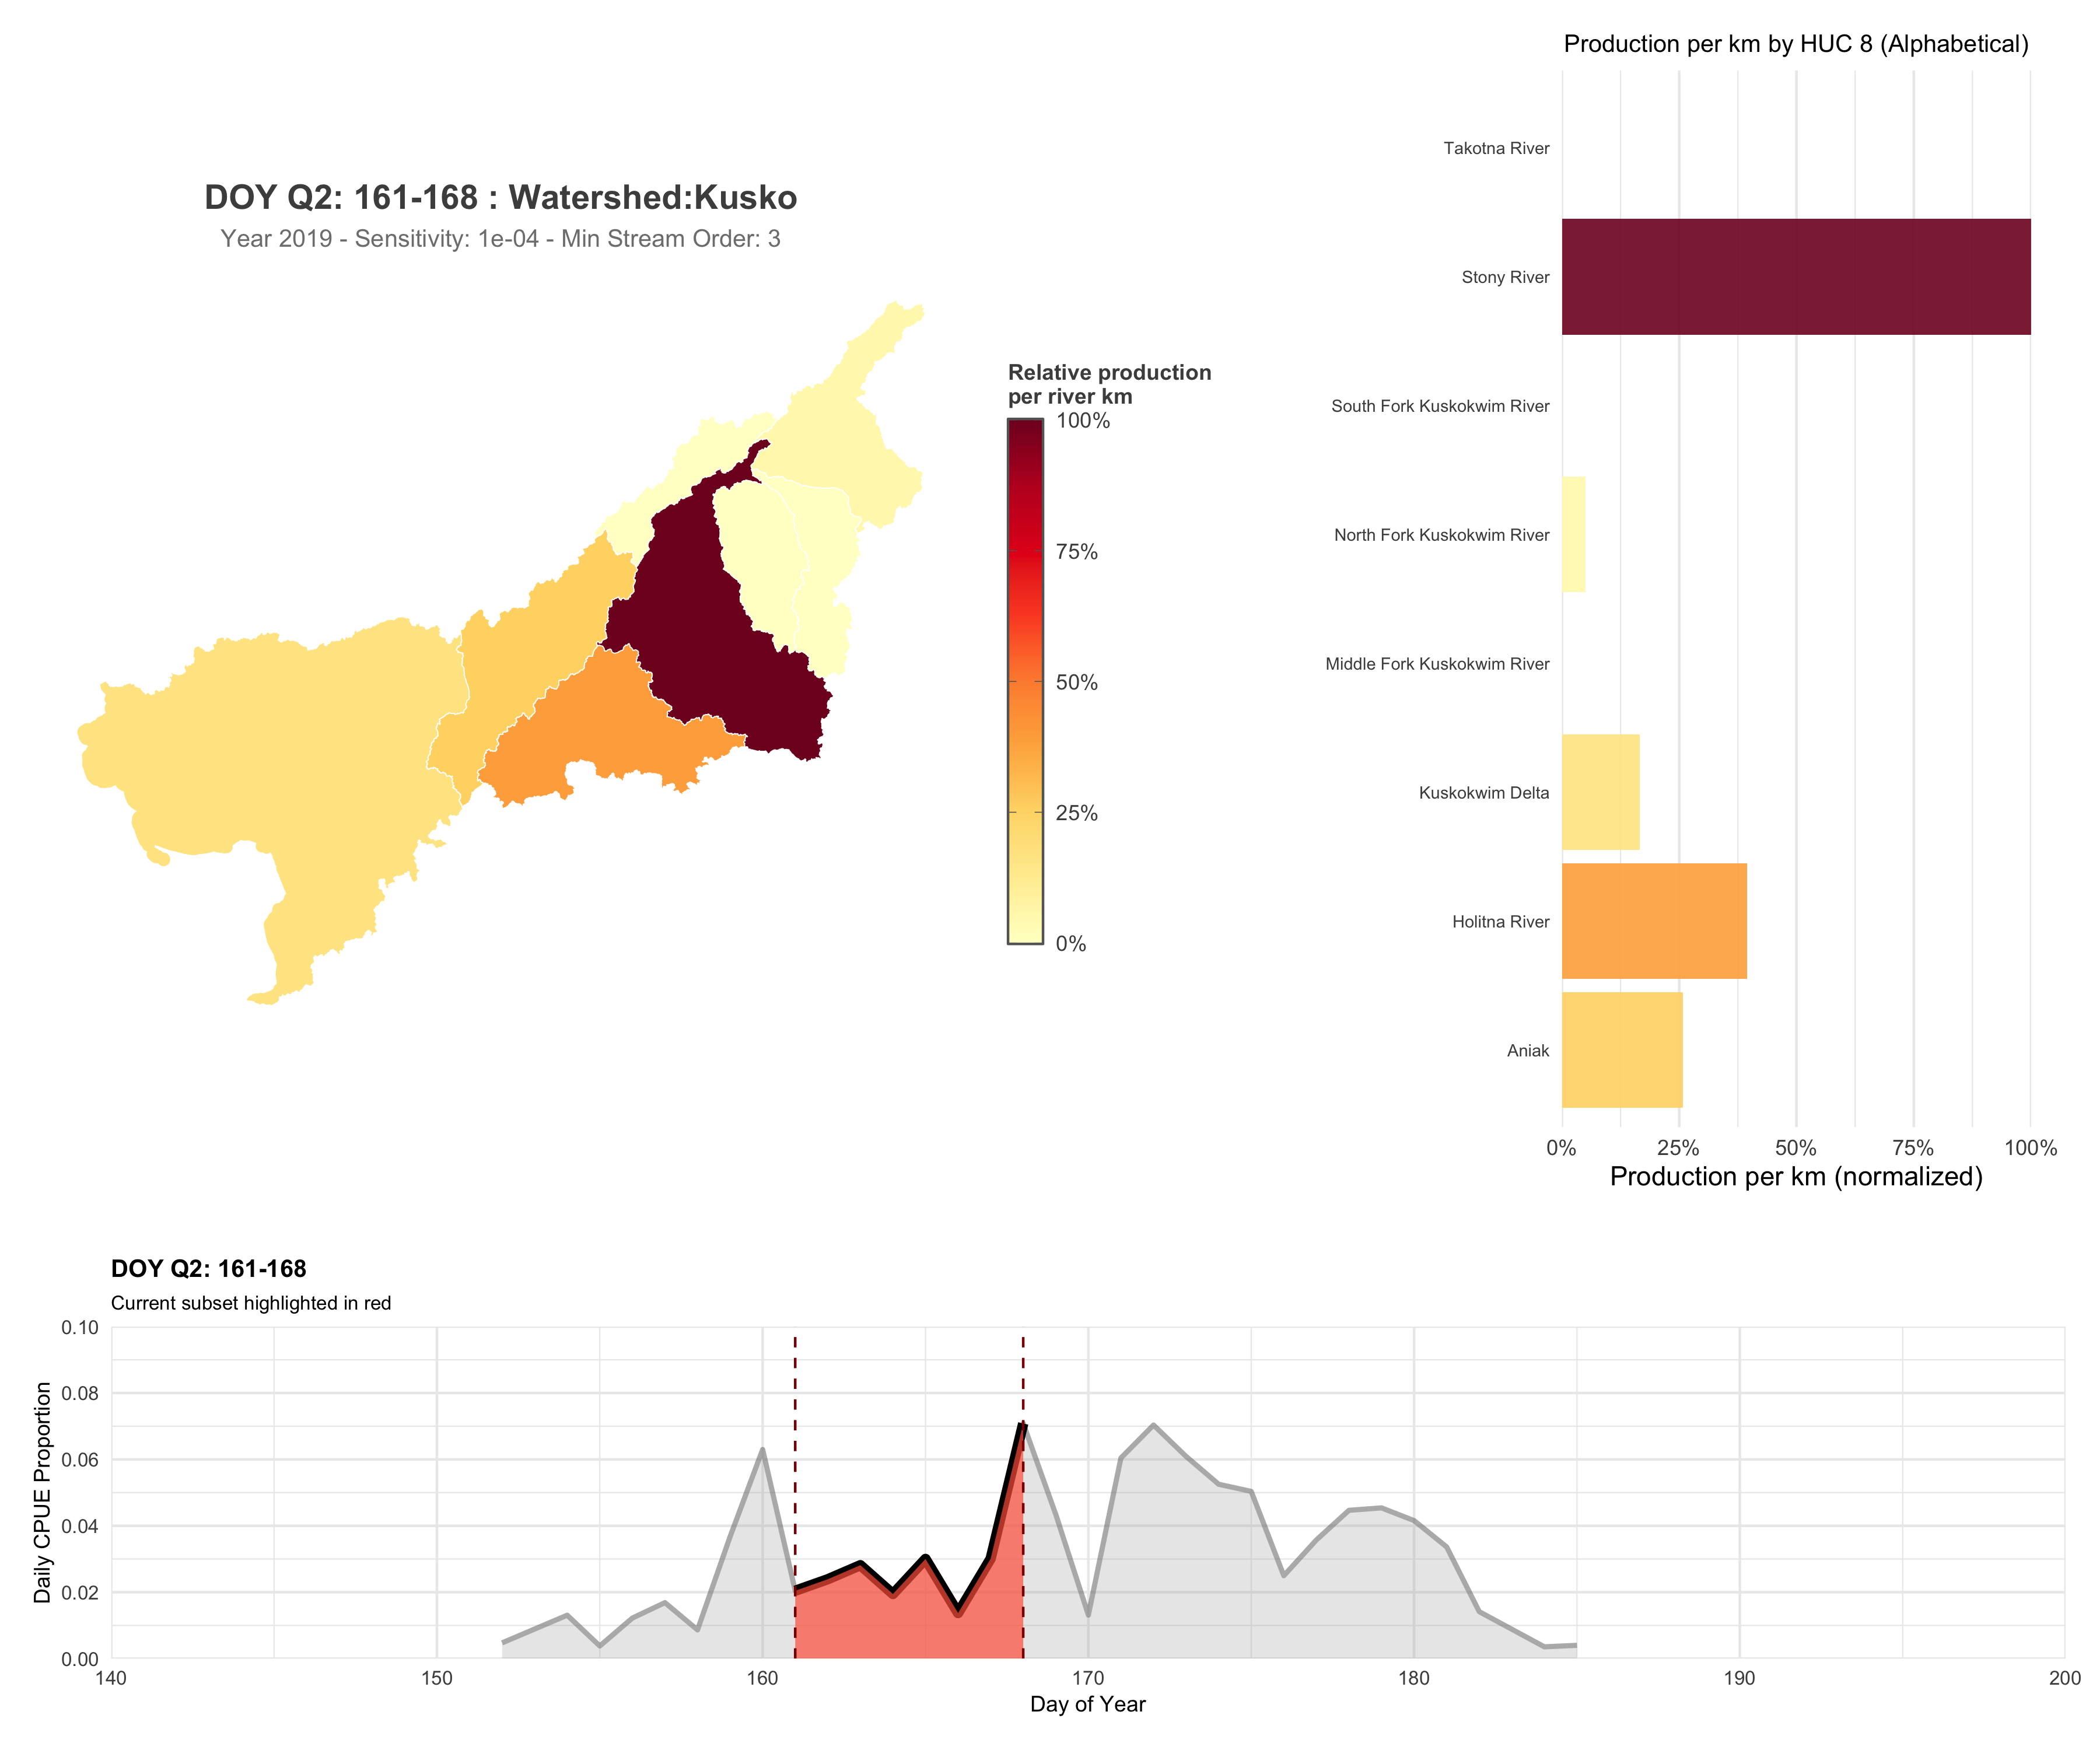 Production per km by HUC 8 (Alphabetical)
Takotna River
Stony River
South Fork Kuskokwim River
North Fork Kuskokwim River
Middle Fork Kuskokwim River
Kuskokwim Delta
Holitna River
Aniak
0% 25% 50% 75% 100%
Production per km (normalized)
DOY Q2: 161-168 : Watershed:Kusko
Year 2019 - Sensitivity: 1e-04 - Min Stream Order: 3
Relative production
per river km
100%
75%
50%
25%
0%
DOY Q2: 161-168
Current subset highlighted in red
Daily CPUE Proportion
0.10
0.08
0.06
0.04
0.02
0.00
140 150 160 170 180 190 200
Day of Year